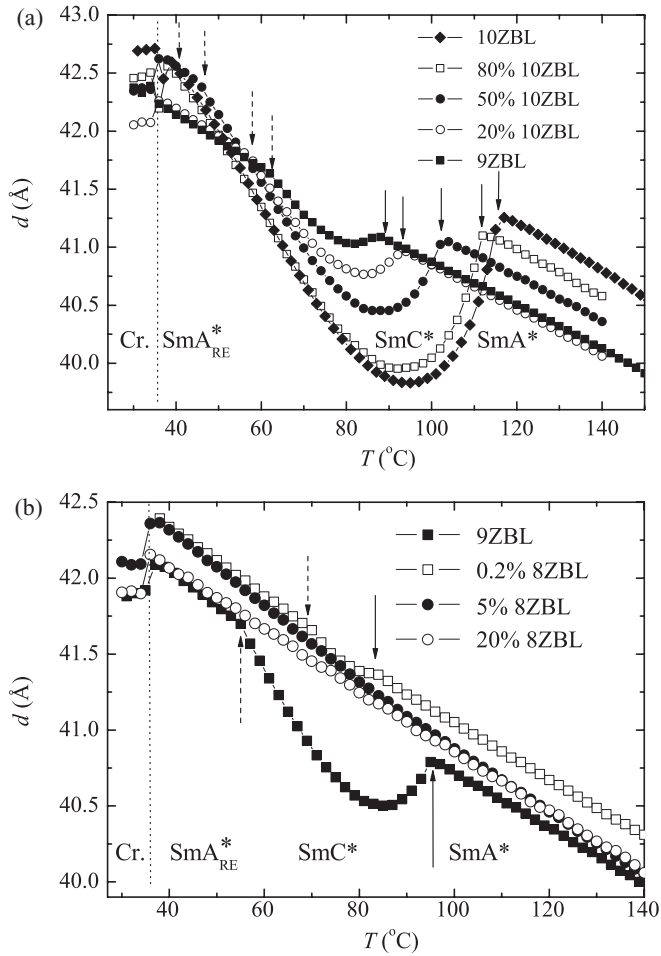 (a)
43.0
42.5
42.0
41.5
41.0
40.5
40.0
d (Å)
10ZBL
80% 10ZBL
50% 10ZBL
20% 10ZBL
9ZBL
Cr. SmA*RE SmC* SmA*
40 60 80 100 120 140
T (°C)
(b)
42.5
42.0
41.5
41.0
40.5
40.0
d (Å)
9ZBL
0.2% 8ZBL
5% 8ZBL
20% 8ZBL
Cr. SmA*RE SmC* SmA*
40 60 80 100 120 140
T (°C)